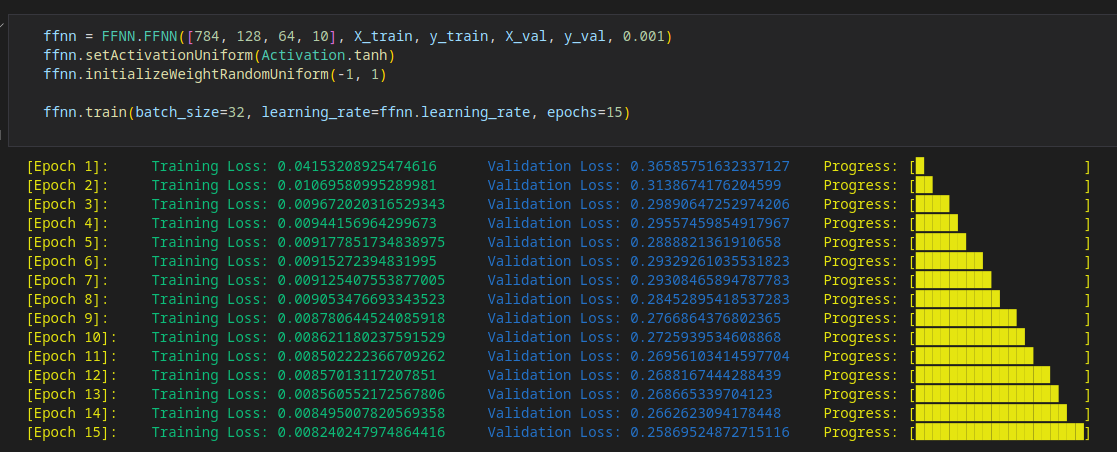 ffnn = FFNN.FFNN([784, 128, 64, 10], X_train, y_train, X_val, y_val, 0.001)
ffnn.setActivationUniform(Activation.tanh)
ffnn.initializeWeightRandomUniform(-1, 1)
ffnn.train(batch_size=32, learning_rate=ffnn.learning_rate, epochs=15)
[Epoch 1]: Training Loss: 0.04153208925474616 Validation Loss: 0.36585751632337127 Progress: [█ ]
[Epoch 2]: Training Loss: 0.01069580995289981 Validation Loss: 0.3138674176204599 Progress: [██ ]
[Epoch 3]: Training Loss: 0.009672020316529343 Validation Loss: 0.29890647252974206 Progress: [████ ]
[Epoch 4]: Training Loss: 0.00944156964299673 Validation Loss: 0.295574598549​17967 Progress: [█████ ]
[Epoch 5]: Training Loss: 0.009177851734838975 Validation Loss: 0.2888821361910658 Progress: [██████ ]
[Epoch 6]: Training Loss: 0.00915272394831995 Validation Loss: 0.29329261035531823 Progress: [████████ ]
[Epoch 7]: Training Loss: 0.009125407553877005 Validation Loss: 0.29308465894787783 Progress: [█████████ ]
[Epoch 8]: Training Loss: 0.009053476693343523 Validation Loss: 0.28452895418537283 Progress: [██████████ ]
[Epoch 9]: Training Loss: 0.008780644524085918 Validation Loss: 0.2766864376802365 Progress: [████████████ ]
[Epoch 10]: Training Loss: 0.008621180237591529 Validation Loss: 0.2725939534608868 Progress: [█████████████ ]
[Epoch 11]: Training Loss: 0.008502222366709262 Validation Loss: 0.26956103414597704 Progress: [██████████████ ]
[Epoch 12]: Training Loss: 0.00857013117207851 Validation Loss: 0.2688167444288439 Progress: [████████████████ ]
[Epoch 13]: Training Loss: 0.008560552172567806 Validation Loss: 0.268665339704123 Progress: [█████████████████ ]
[Epoch 14]: Training Loss: 0.008495007820569358 Validation Loss: 0.2662623094178448 Progress: [██████████████████ ]
[Epoch 15]: Training Loss: 0.008240247974864416 Validation Loss: 0.25869524872715116 Progress: [████████████████████]